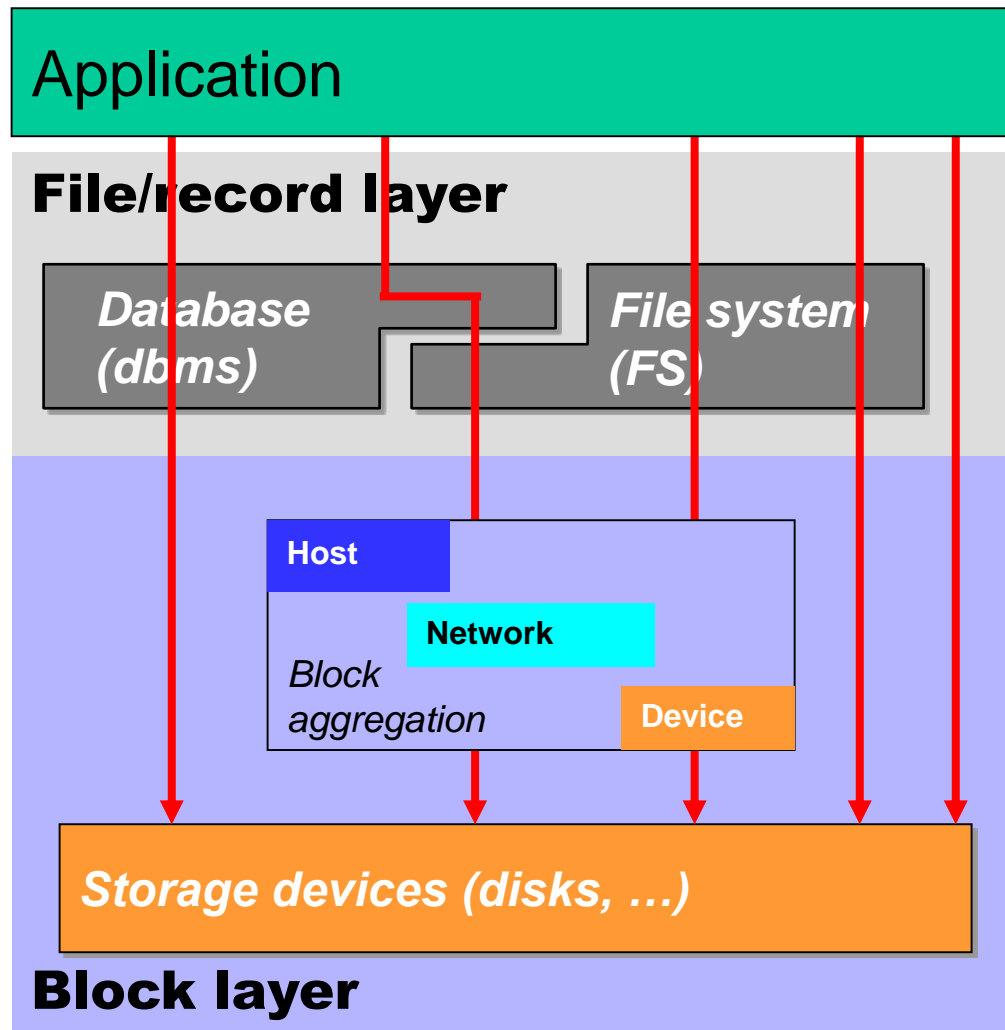 Application
File/record layer
Database
(dbms)
File system
(FS)
Host
Network
Block
aggregation
Device
Storage devices (disks, …)
Block layer